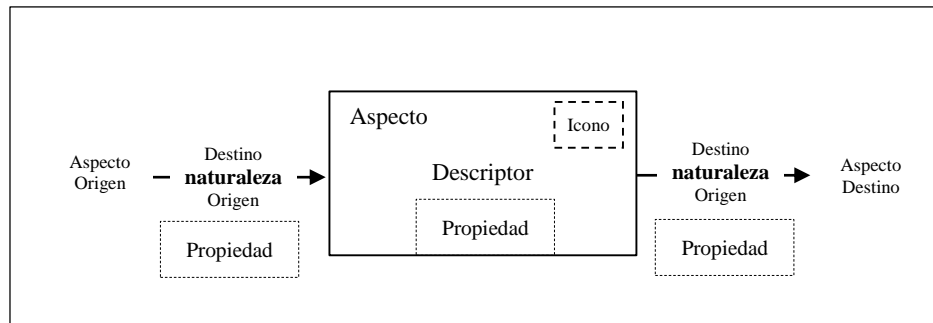 Aspecto
Origen
Destino
naturaleza
Origen
Propiedad
Aspecto
Icono
Descriptor
Propiedad
Destino
naturaleza
Origen
Propiedad
Aspecto
Destino